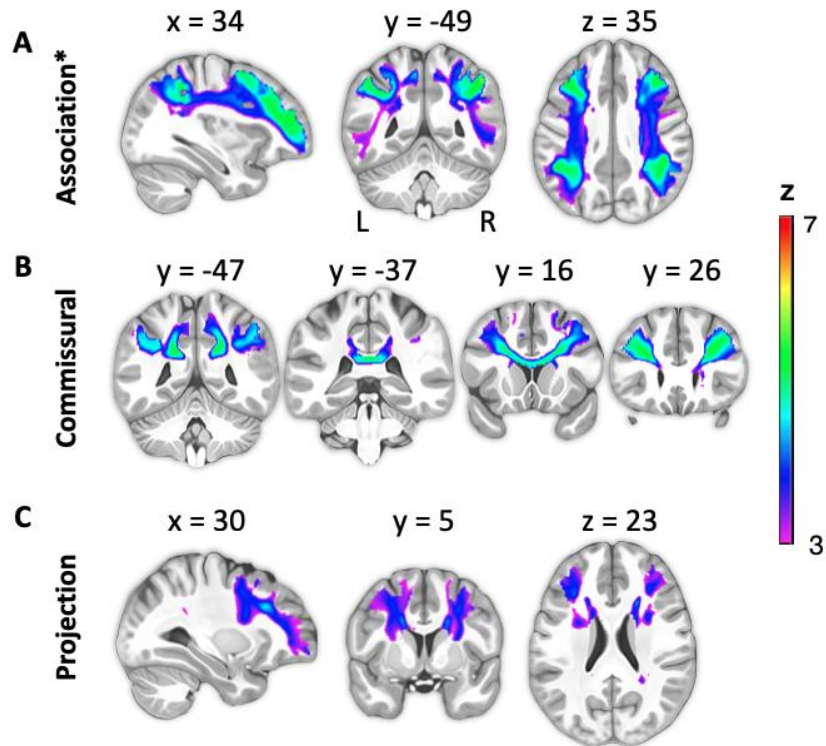 A
Association*
x = 34
y = -49
z = 35
L
R
B
Commissural
y = -47
y = -37
y = 16
y = 26
C
Projection
x = 30
y = 5
z = 23
z
7
3